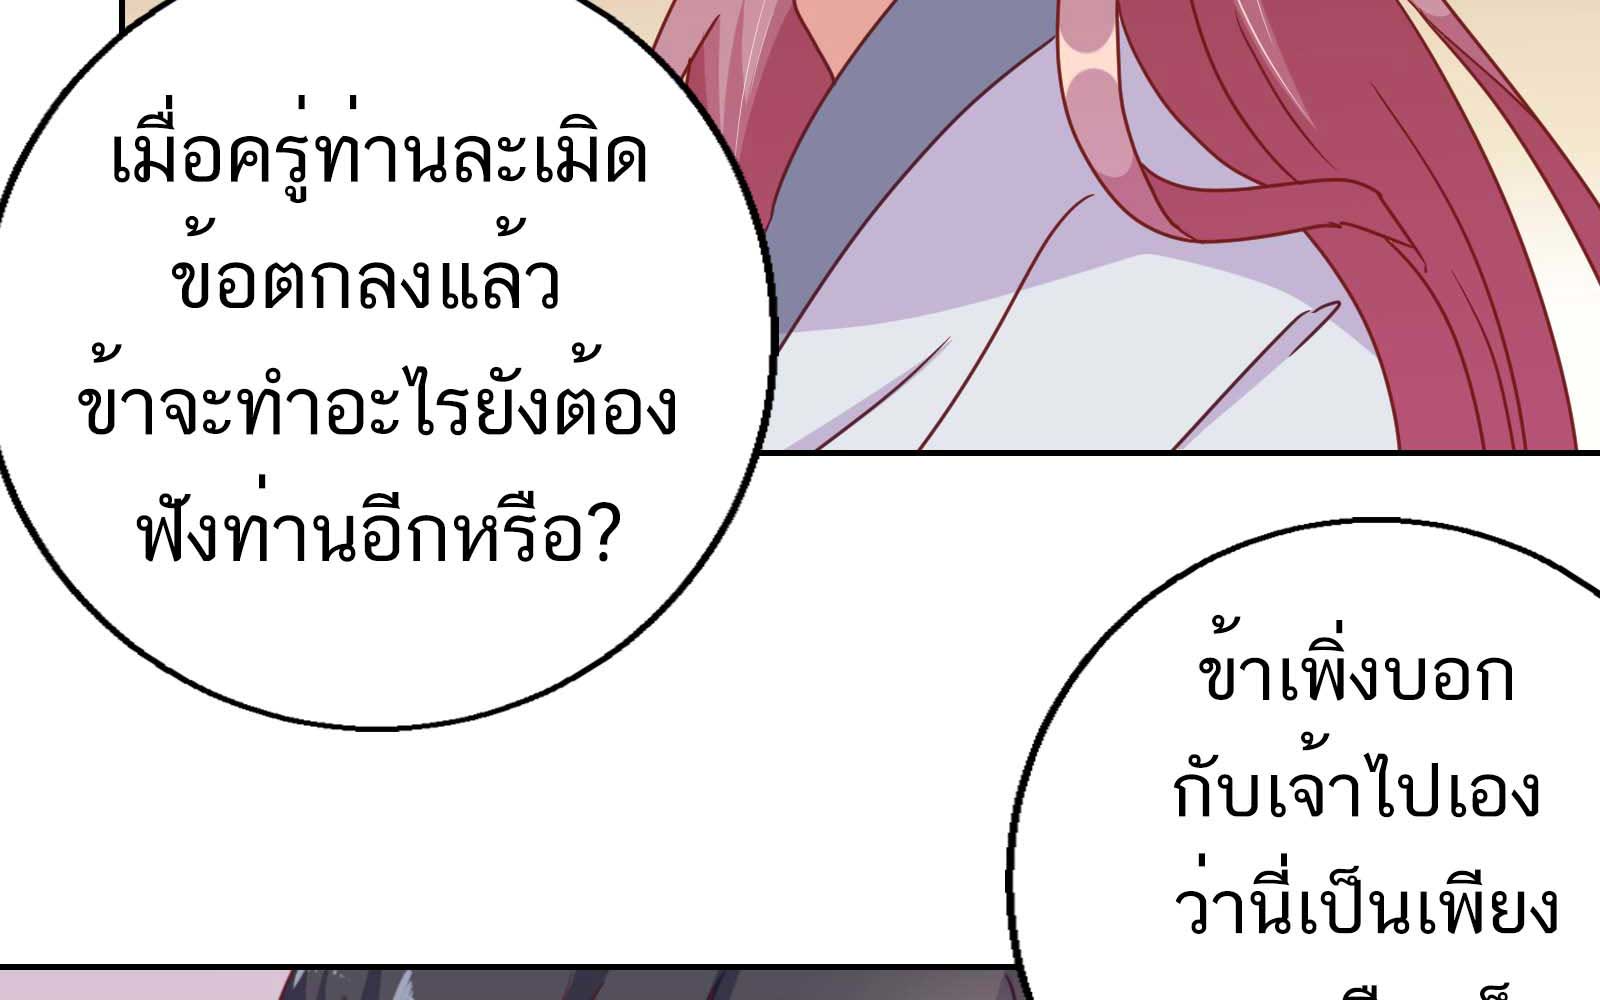 เมื่อครู่ท่านละเมิด
ข้อตกลงแล้ว
ข้าจะทำอะไรยังต้อง
ฟังท่านอีกหรือ?
ข้าเพิ่งบอก
กับเจ้าไปเอง
ว่านี่เป็นเพียง